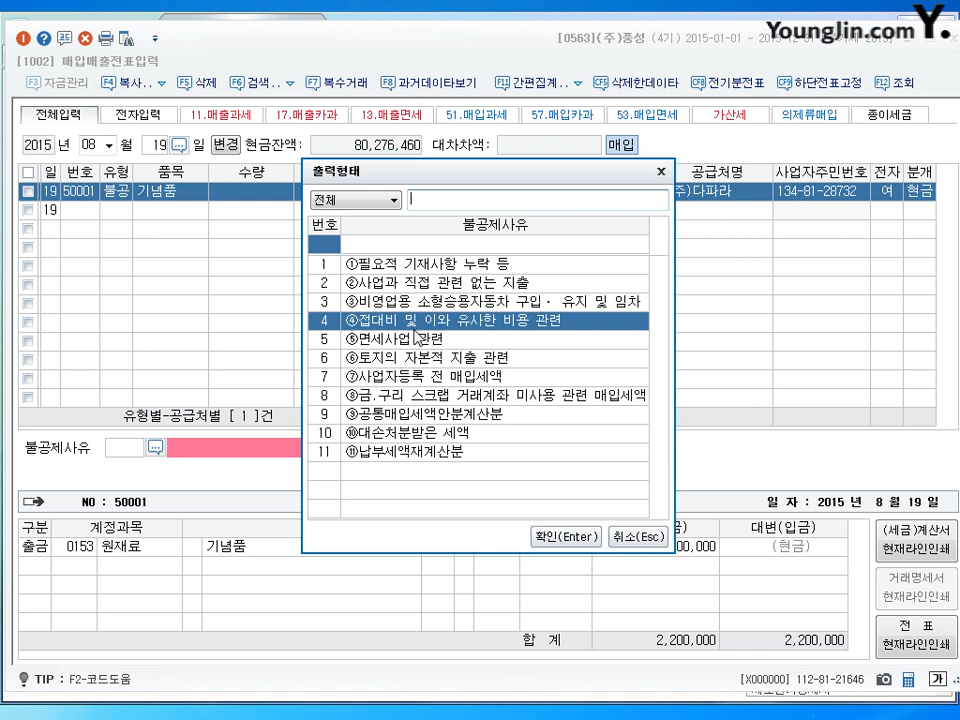 Younglin.com Y.
[0563](주)풍성 (4기) 2015-01-01 ~ 2015-12-31
[1002] 매입매출전표입력
F3 자금관리 F4 복사.. F5 삭제 F6 검색.. F7 복수거래 F8 과거데이타보기 F11 간편집계.. CF5 삭제한데이타 CF8 전기분전표 CF9 하단전표고정 F12 조회
전체입력 전자입력 11.매출과세 17.매출카과 13.매출면세 51.매입과세 57.매입카과 53.매입면세 가산세 의제류매입 종이세금
2015 년 08 월 19 일 변경 현금잔액: 80,276,460 대차차액: 매입
일 번호 유형 품목 수량 공급처명 사업자주민번호 전자 분개
19 50001 불공 기념품 주)다파라 134-81-28732 여 현금
19
출력형태
전체
번호 불공제사유
1 ①필요적 기재사항 누락 등
2 ②사업과 직접 관련 없는 지출
3 ③비영업용 소형승용자동차 구입· 유지 및 임차
4 ④접대비 및 이와 유사한 비용 관련
5 ⑤면세사업 관련
6 ⑥토지의 자본적 지출 관련
7 ⑦사업자등록 전 매입세액
8 ⑧금.구리 스크랩 거래계좌 미사용 관련 매입세액
9 ⑨공통매입세액안분계산분
10 ⑩대손처분받은 세액
11 ⑪납부세액재계산분
확인(Enter) 취소(Esc)
유형별-공급처별 [ 1 ]건
불공제사유
NO : 50001 일 자 : 2015 년 8 월 19 일
구분 계정과목 대변(입금)
출금 0153 원재료 기념품 00,000 (현금)
합 계 2,200,000 2,200,000
(세금)계산서
현재라인인쇄
거래명세서
현재라인인쇄
전 표
현재라인인쇄
TIP : F2-코드도움 [X000000] 112-81-21646 가